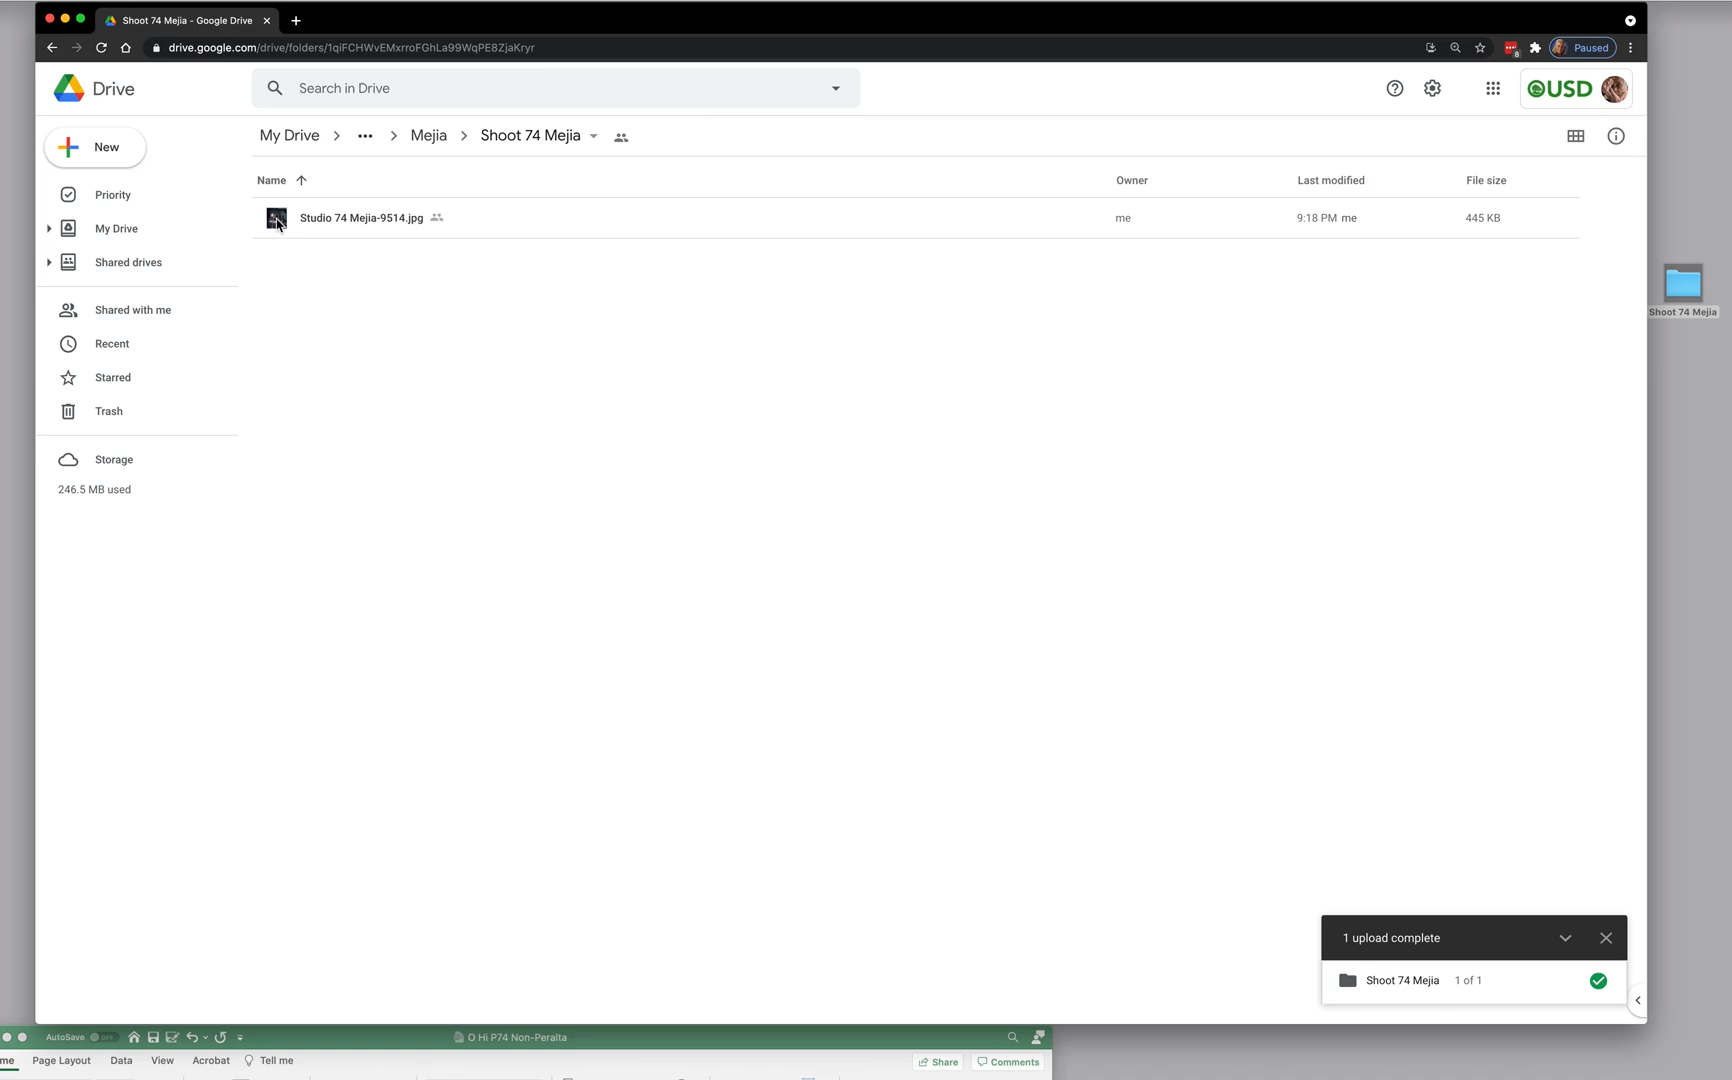 Shoot 74 Mejia - Google Drive
drive.google.com/drive/folders/1qiFCHWvEMxrroFGhLa99WqPE8ZjaKryr
8
Paused
Drive
Search in Drive
USD
New
My Drive
Mejia
Shoot 74 Mejia
Priority
My Drive
Shared drives
Shared with me
Recent
Starred
Trash
Storage
246.5 MB used
Name
Owner
Last modified
File size
Studio 74 Mejia-9514.jpg
me
9:18 PM me
445 KB
Shoot 74 Mejia
1 upload complete
Shoot 74 Mejia 1 of 1
AutoSave OFF
O Hi P74 Non-Peralta
me
Page Layout
Data
View
Acrobat
Tell me
Share
Comments